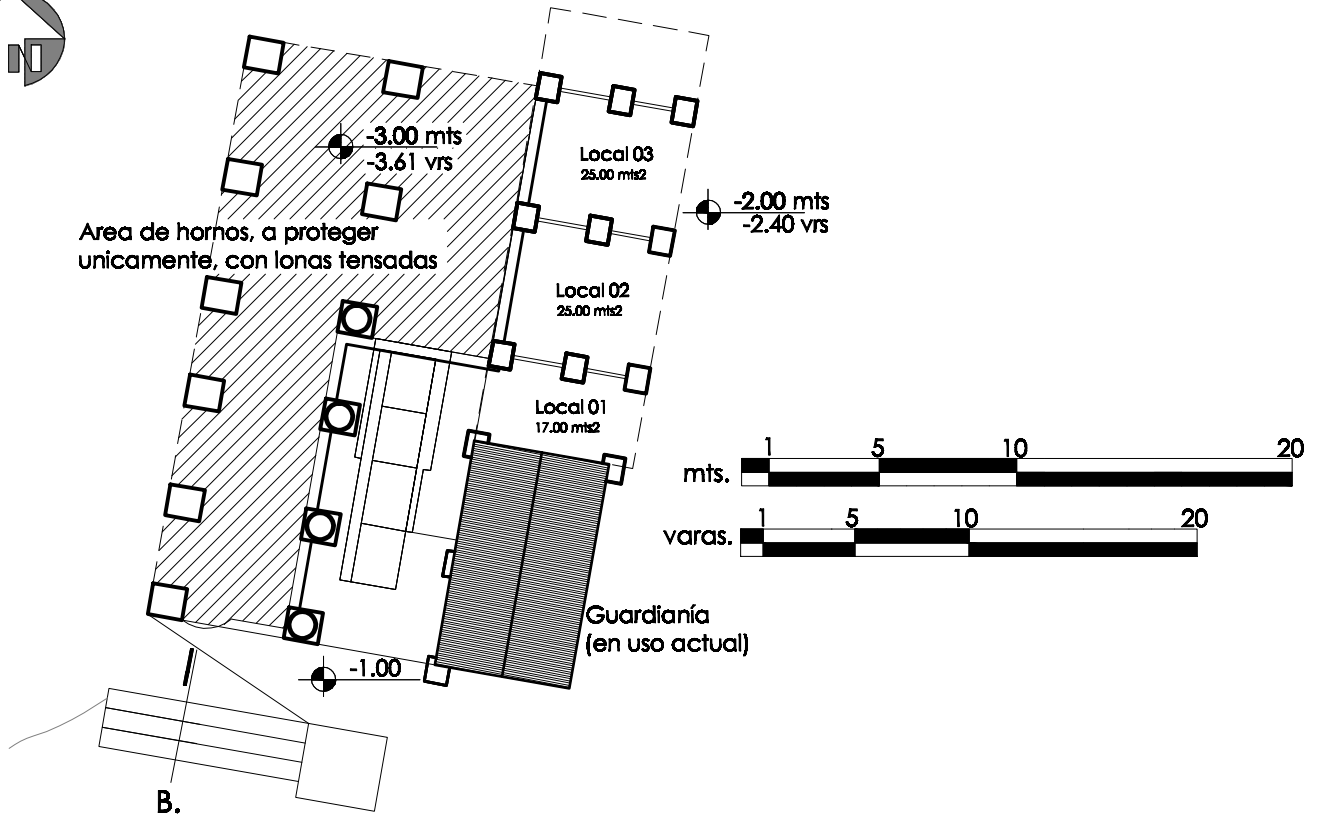 N
-3.00 mts
-3.61 vrs
Local 03
25.00 mts2
-2.00 mts
-2.40 vrs
Area de hornos, a proteger
unicamente, con lonas tensadas
Local 02
25.00 mts2
Local 01
17.00 mts2
1 5 10 20
mts.
1 5 10 20
varas.
Guardianía
(en uso actual)
-1.00
B.